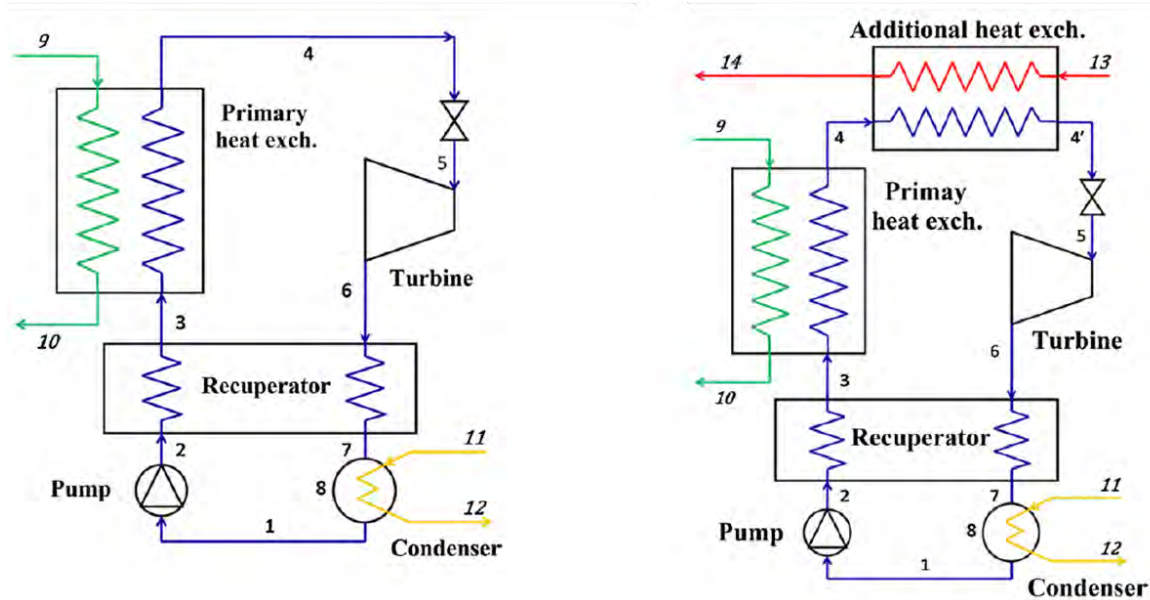 9
4
Primary
heat exch.
5
Turbine
6
3
10
Recuperator
2
7
11
Pump
8
12
1
Condenser
Additional heat exch.
14
13
9
4
4'
Primay
heat exch.
5
Turbine
6
3
10
Recuperator
2
7
11
Pump
8
12
1
Condenser